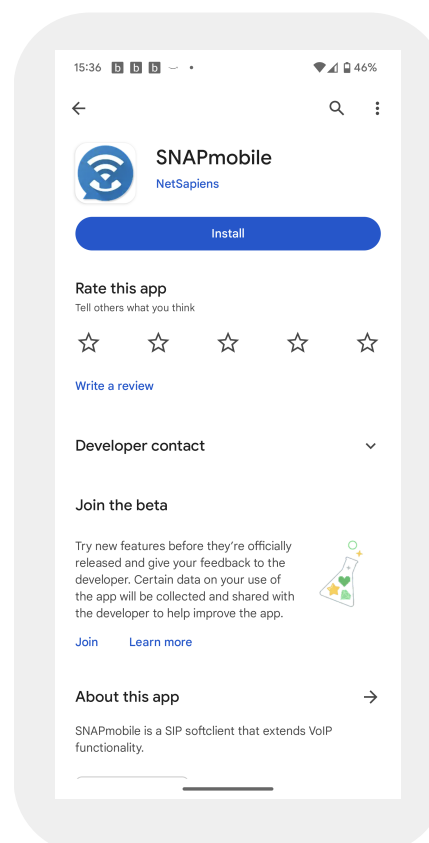 15:36 b b b 46%
SNAPmobile
NetSapiens
Install
Rate this app
Tell others what you think
Write a review
Developer contact
Join the beta
Try new features before they’re officially
released and give your feedback to the
developer. Certain data on your use of
the app will be collected and shared with
the developer to help improve the app.
Join Learn more
About this app
SNAPmobile is a SIP softclient that extends VoIP
functionality.